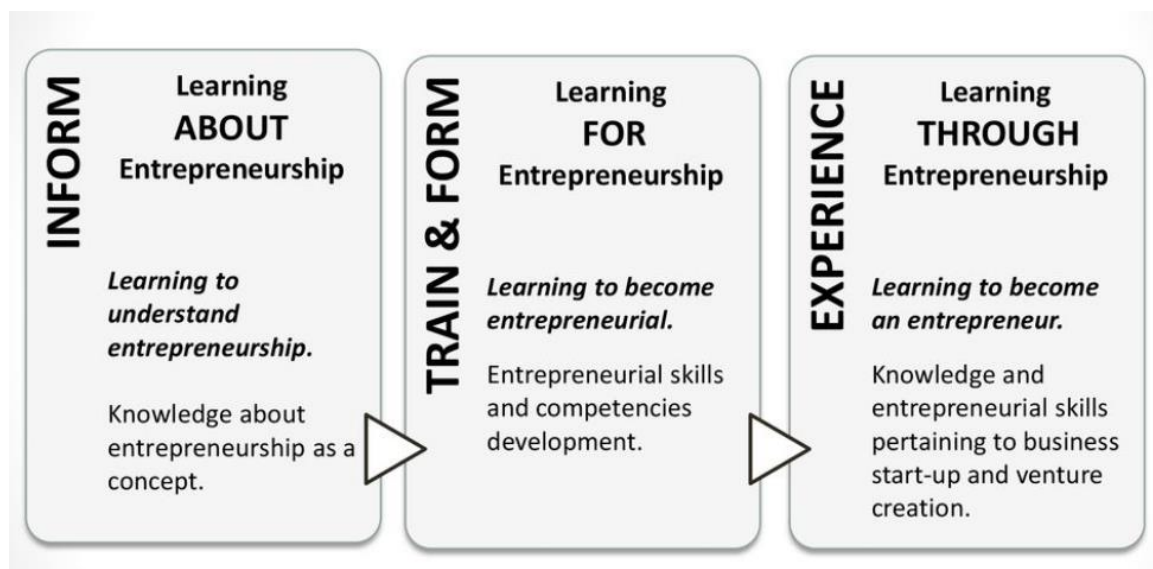 INFORM
Learning
ABOUT
Entrepreneurship
Learning to
understand
entrepreneurship.
Knowledge about
entrepreneurship as a
concept.
TRAIN & FORM
Learning
FOR
Entrepreneurship
Learning to become
entrepreneurial.
Entrepreneurial skills
and competencies
development.
EXPERIENCE
Learning
THROUGH
Entrepreneurship
Learning to become
an entrepreneur.
Knowledge and
entrepreneurial skills
pertaining to business
start-up and venture
creation.